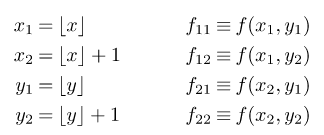 x₁ = ⌊x⌋ f₁₁ ≡ f(x₁, y₁)
x₂ = ⌊x⌋ + 1 f₁₂ ≡ f(x₁, y₂)
y₁ = ⌊y⌋ f₂₁ ≡ f(x₂, y₁)
y₂ = ⌊y⌋ + 1 f₂₂ ≡ f(x₂, y₂)